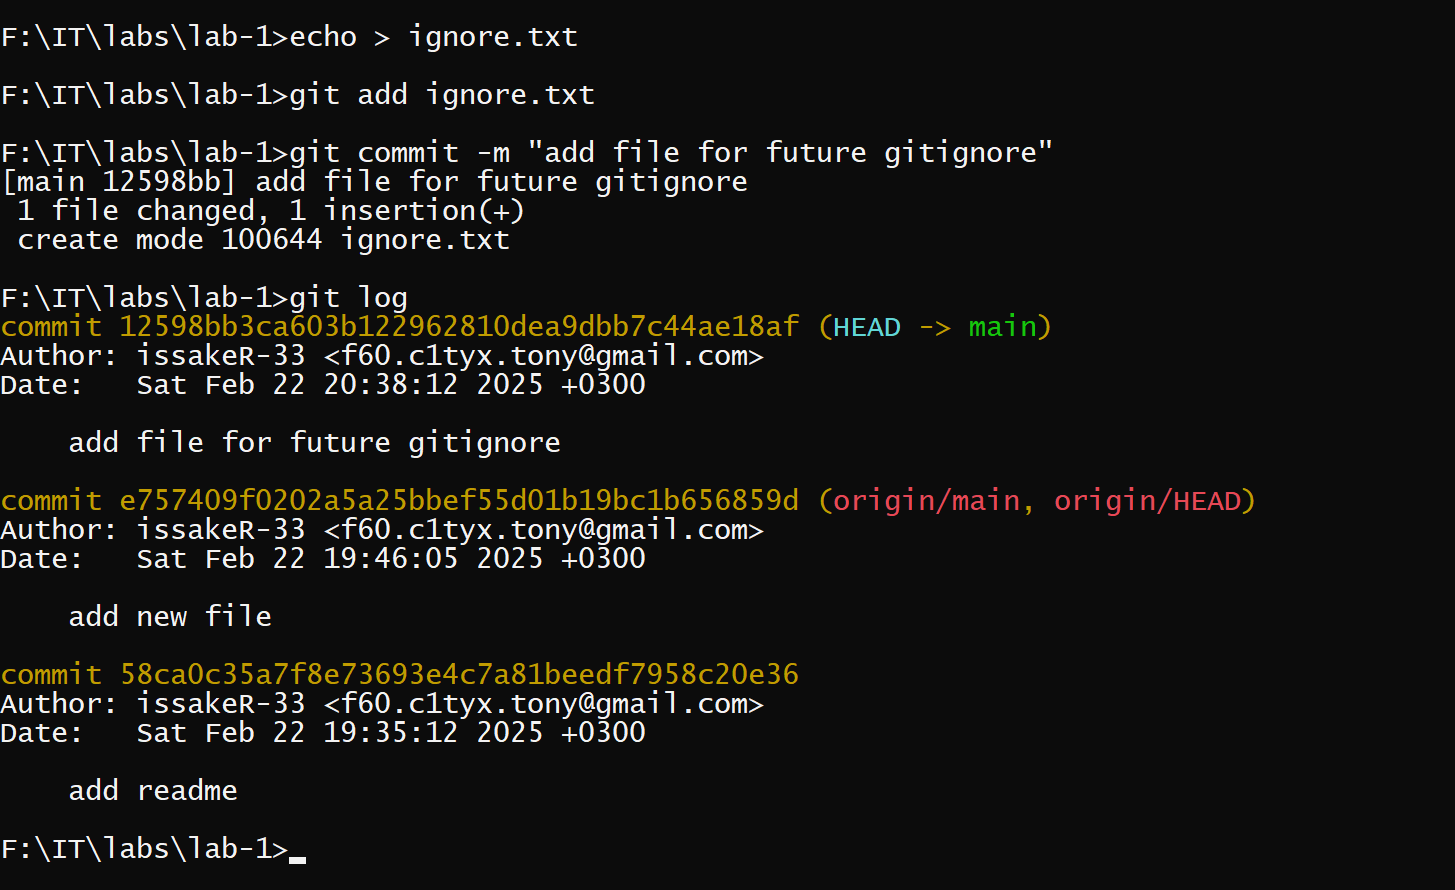 F:\IT\labs\lab-1>echo > ignore.txt
F:\IT\labs\lab-1>git add ignore.txt
F:\IT\labs\lab-1>git commit -m "add file for future gitignore"
[main 12598bb] add file for future gitignore
 1 file changed, 1 insertion(+)
 create mode 100644 ignore.txt
F:\IT\labs\lab-1>git log
commit 12598bb3ca603b122962810dea9dbb7c44ae18af (HEAD -> main)
Author: issakeR-33 <f60.c1tyx.tony@gmail.com>
Date:   Sat Feb 22 20:38:12 2025 +0300
    add file for future gitignore
commit e757409f0202a5a25bbef55d01b19bc1b656859d (origin/main, origin/HEAD)
Author: issakeR-33 <f60.c1tyx.tony@gmail.com>
Date:   Sat Feb 22 19:46:05 2025 +0300
    add new file
commit 58ca0c35a7f8e73693e4c7a81beedf7958c20e36
Author: issakeR-33 <f60.c1tyx.tony@gmail.com>
Date:   Sat Feb 22 19:35:12 2025 +0300
    add readme
F:\IT\labs\lab-1>